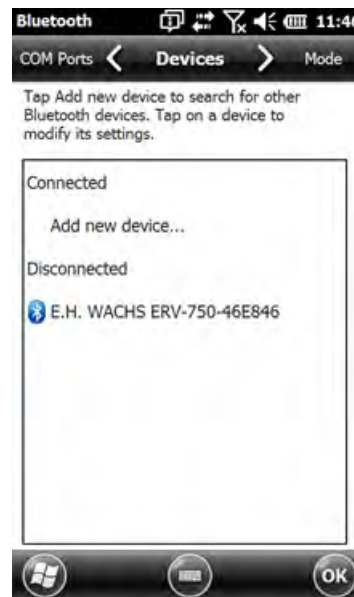 Bluetooth 11:46
COM Ports Devices Mode
Tap Add new device to search for other
Bluetooth devices. Tap on a device to
modify its settings.
Connected
Add new device...
Disconnected
E.H. WACHS ERV-750-46E846
OK